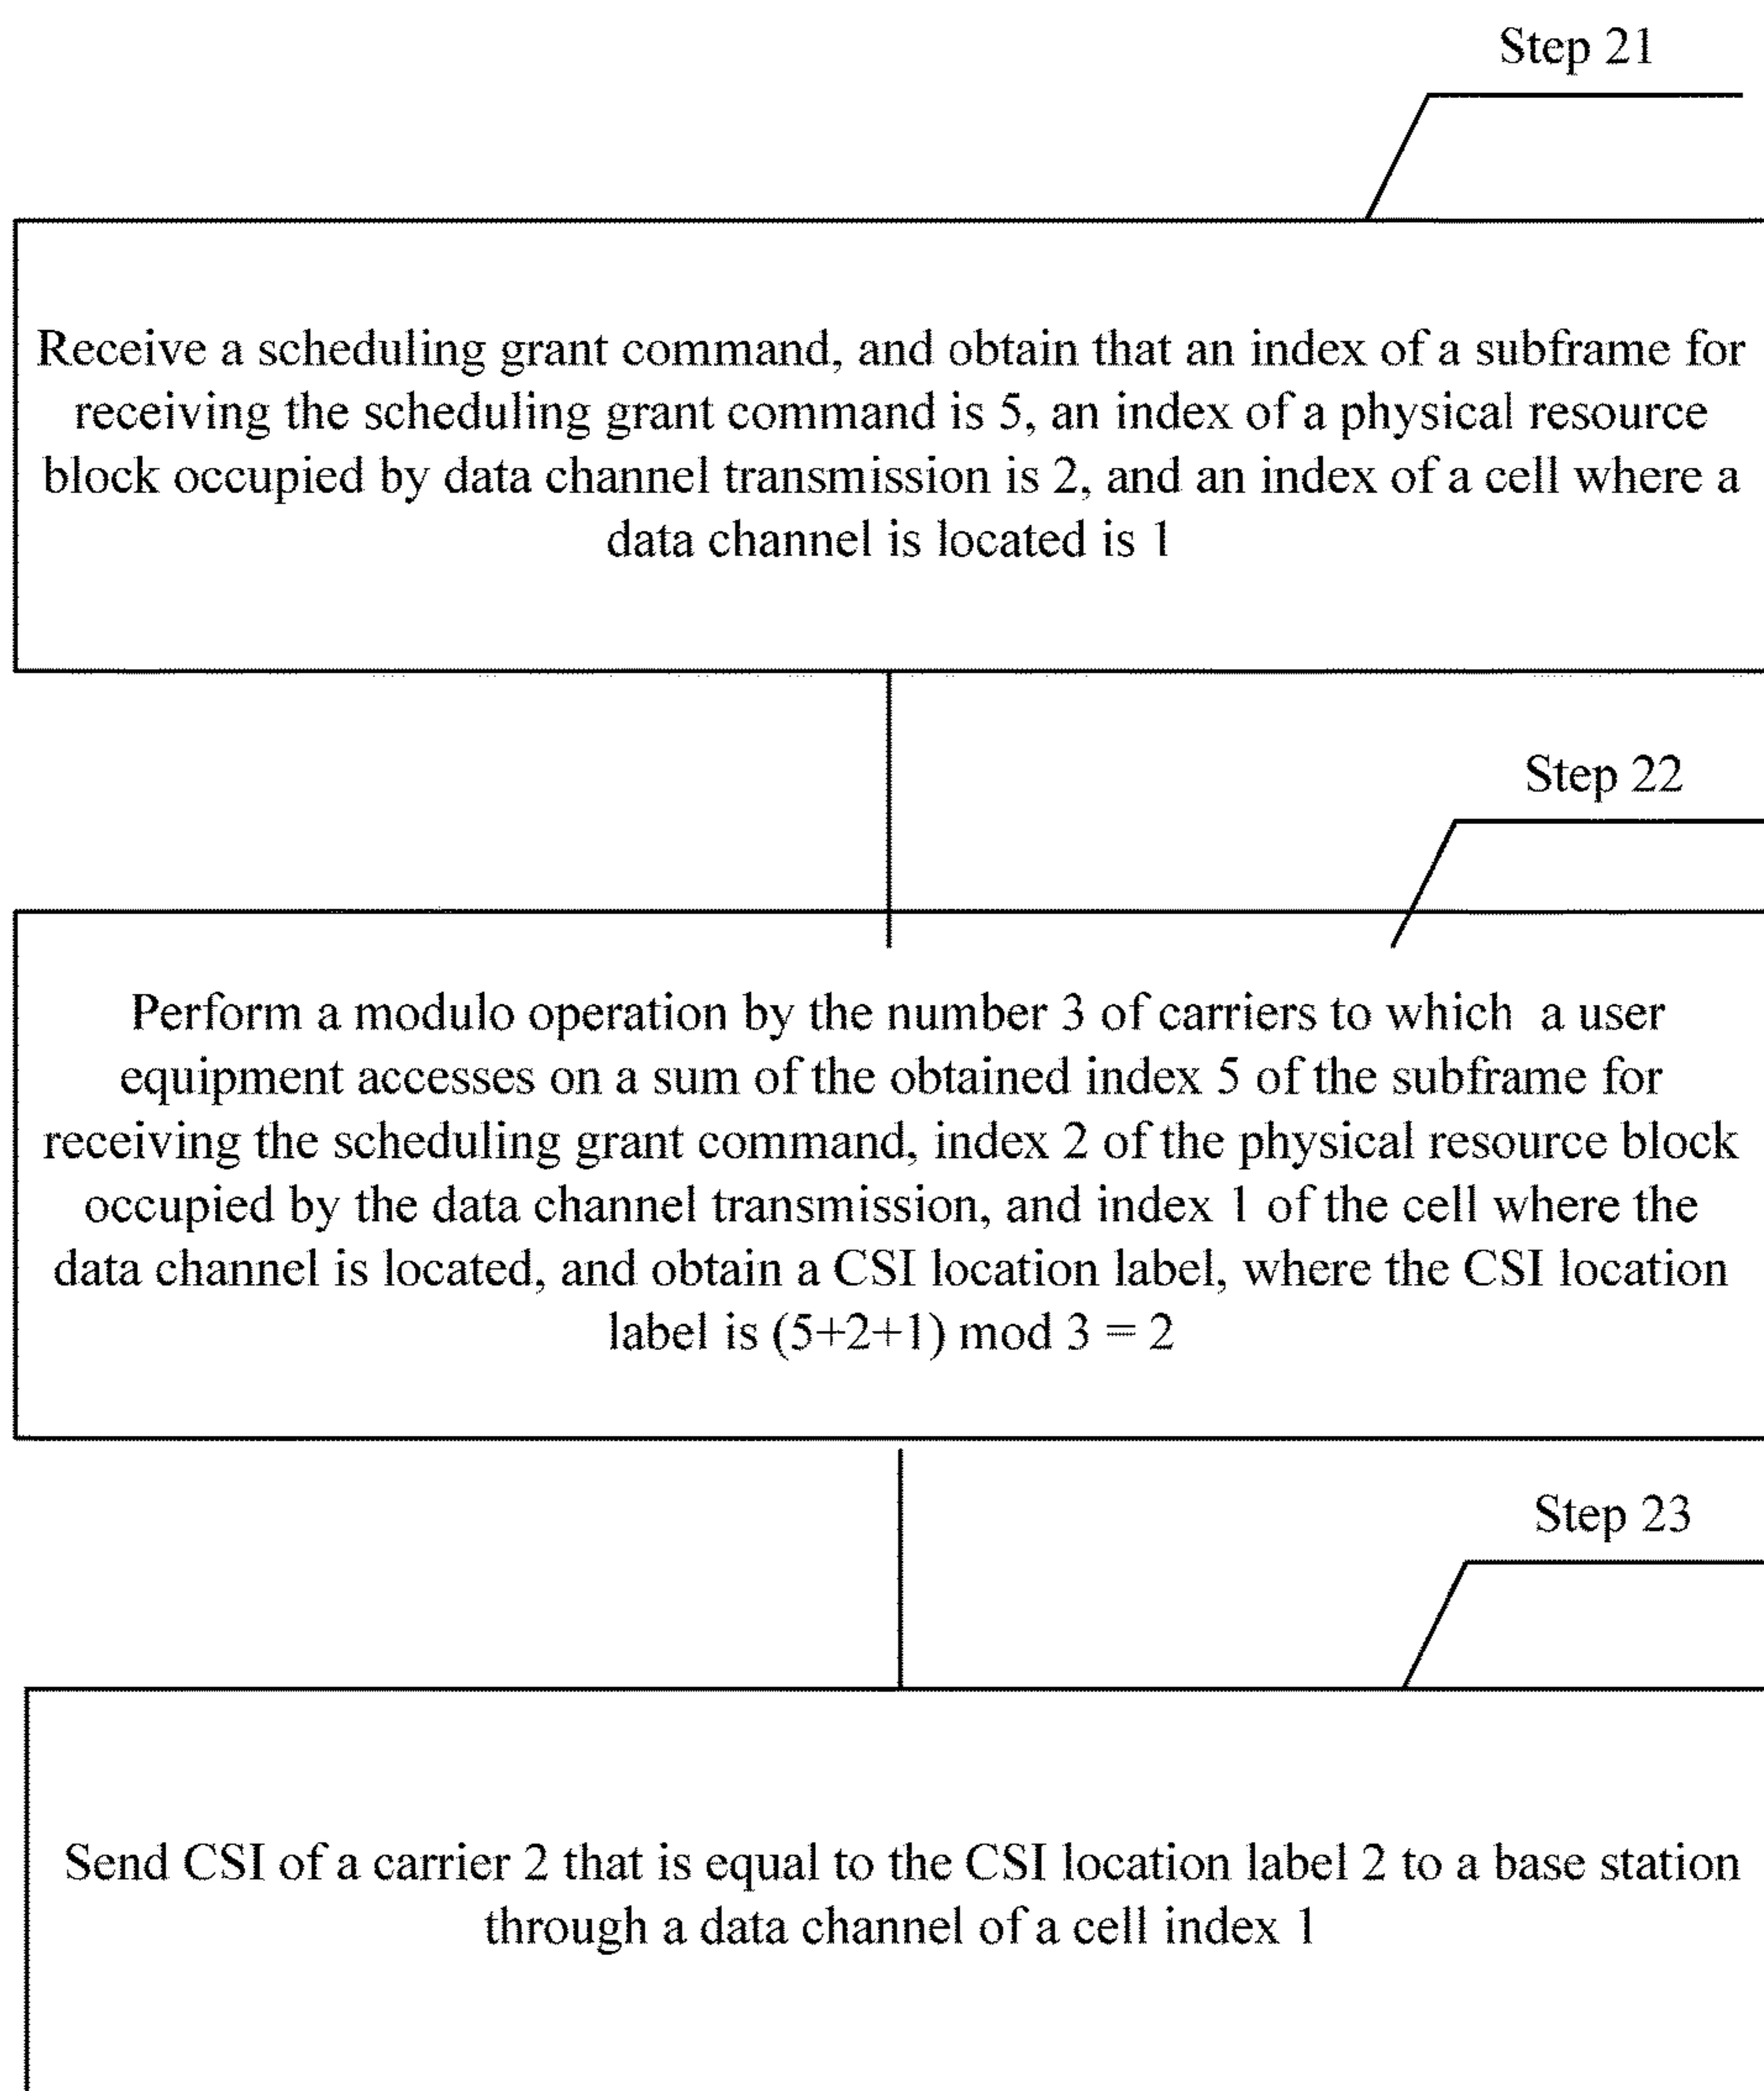 Step 21
Receive a scheduling grant command, and obtain that an index of a subframe for
receiving the scheduling grant command is 5, an index of a physical resource
block occupied by data channel transmission is 2, and an index of a cell where a
data channel is located is 1
Step 22
Perform a modulo operation by the number 3 of carriers to which a user
equipment accesses on a sum of the obtained index 5 of the subframe for
receiving the scheduling grant command, index 2 of the physical resource block
occupied by the data channel transmission, and index 1 of the cell where the
data channel is located, and obtain a CSI location label, where the CSI location
label is (5+2+1) mod 3 = 2
Step 23
Send CSI of a carrier 2 that is equal to the CSI location label 2 to a base station
through a data channel of a cell index 1